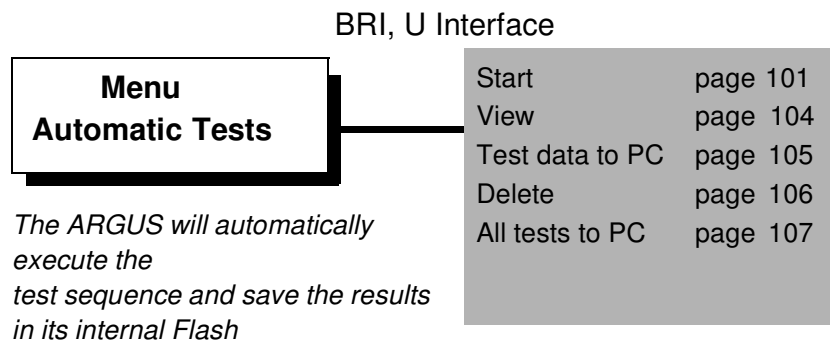 BRI, U Interface
Menu
Automatic Tests
The ARGUS will automatically
execute the
test sequence and save the results
in its internal Flash
Start page 101
View page 104
Test data to PC page 105
Delete page 106
All tests to PC page 107